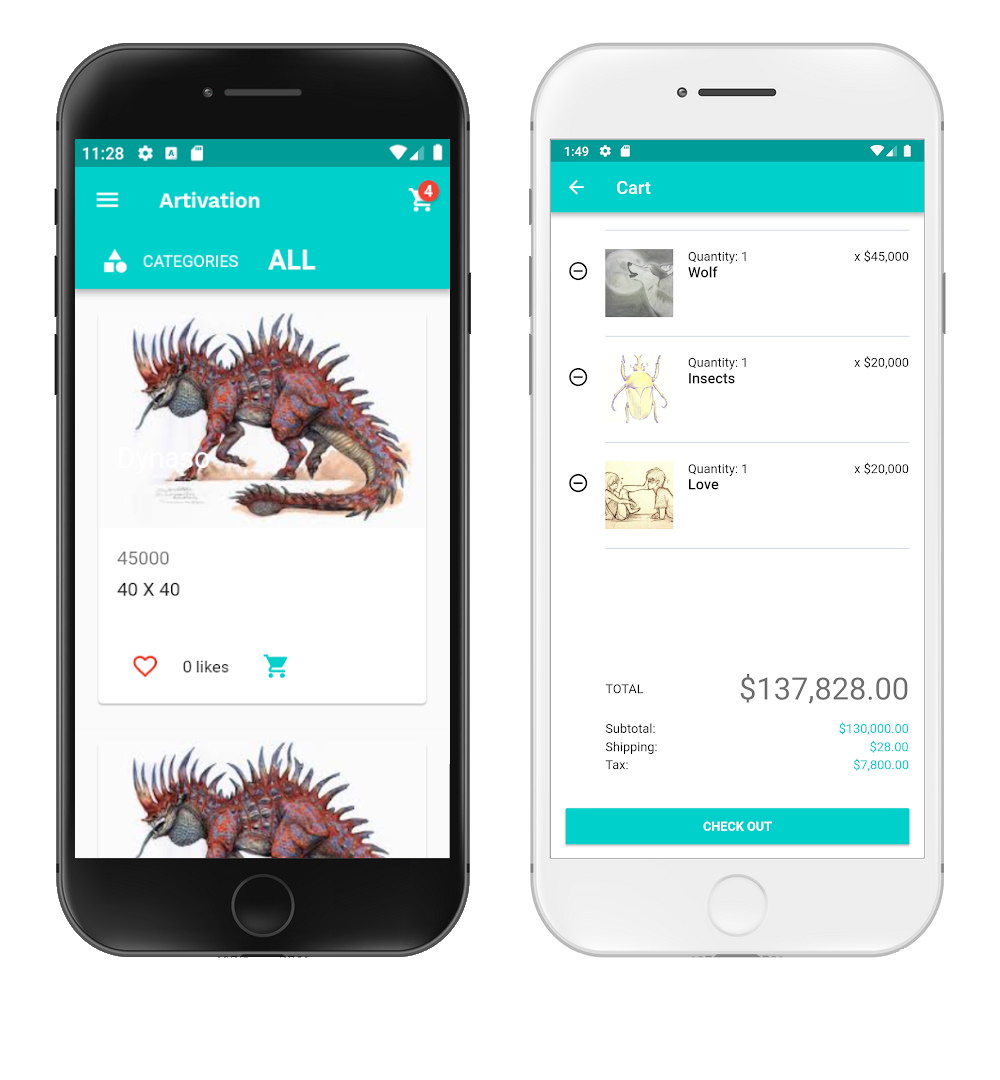 11:28
A
Artivation
4
CATEGORIES ALL
Dynaso
45000
40 X 40
0 likes
1:49
Cart
Quantity: 1 x $45,000
Wolf
Quantity: 1 x $20,000
Insects
Quantity: 1 x $20,000
Love
TOTAL $137,828.00
Subtotal: $130,000.00
Shipping: $28.00
Tax: $7,800.00
CHECK OUT